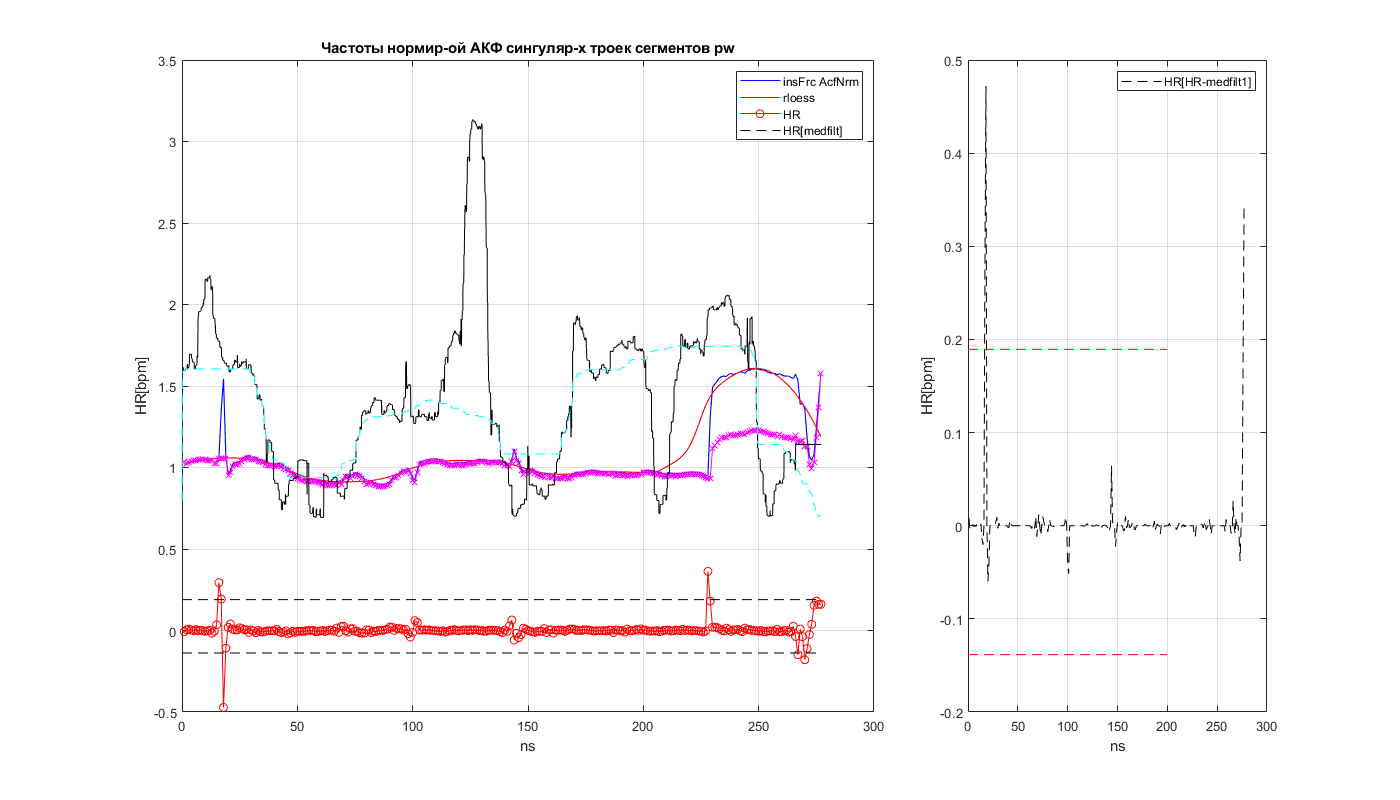 Частоты нормир-ой АКФ сингуляр-х троек сегментов pw
3.5
3
2.5
2
1.5
1
0.5
0
-0.5
HR[bpm]
0 50 100 150 200 250 300
ns
insFrc AcfNrm
rloess
HR
HR[medfilt]
0.5
0.4
0.3
0.2
0.1
0
-0.1
-0.2
HR[bpm]
0 50 100 150 200 250 300
ns
HR[HR-medfilt1]